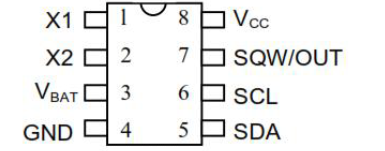 X1 1 8 VCC
X2 2 7 SQW/OUT
VBAT 3 6 SCL
GND 4 5 SDA